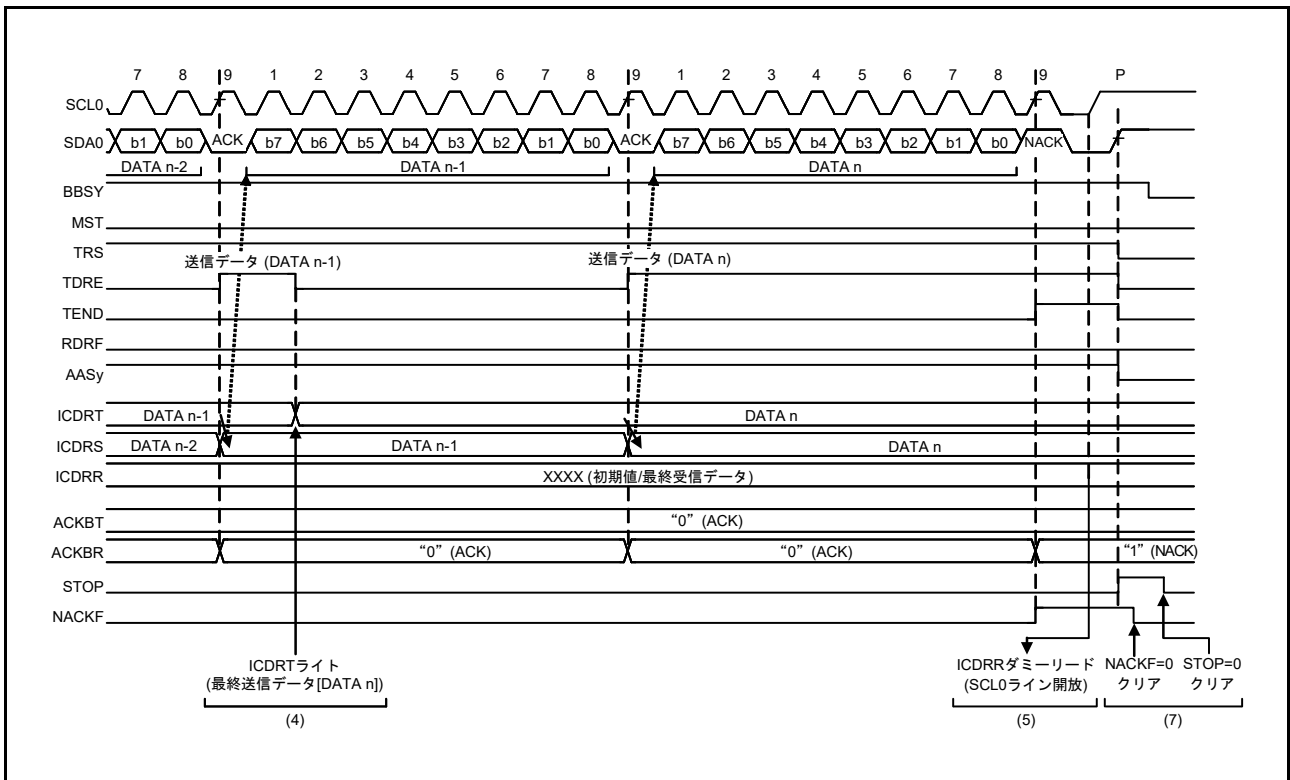 7 8 9 1 2 3 4 5 6 7 8 9 1 2 3 4 5 6 2 7 8 9 P
SCL0
SDA0 b1 b0 ACK b7 b6 b5 b4 b3 b2 b1 b0 ACK b7 b6 b5 b4 b3 b2 b1 b0 NACK
DATA n-2 DATA n-1 DATA n
BBSY
MST
TRS
送信データ (DATA n-1) 送信データ (DATA n)
TDRE
TEND
RDRF
AASy
ICDRT DATA n-1 DATA n
ICDRS DATA n-2 DATA n-1 DATA n
ICDRR XXXX (初期値/最終受信データ)
ACKBT “0” (ACK)
ACKBR “0” (ACK) “0” (ACK) “1” (NACK)
STOP
NACKF
ICDRTライト
(最終送信データ[DATA n])
(4)
ICDRRダミーリード
(SCL0ライン開放)
(5)
NACKF=0
クリア
STOP=0
クリア
(7)